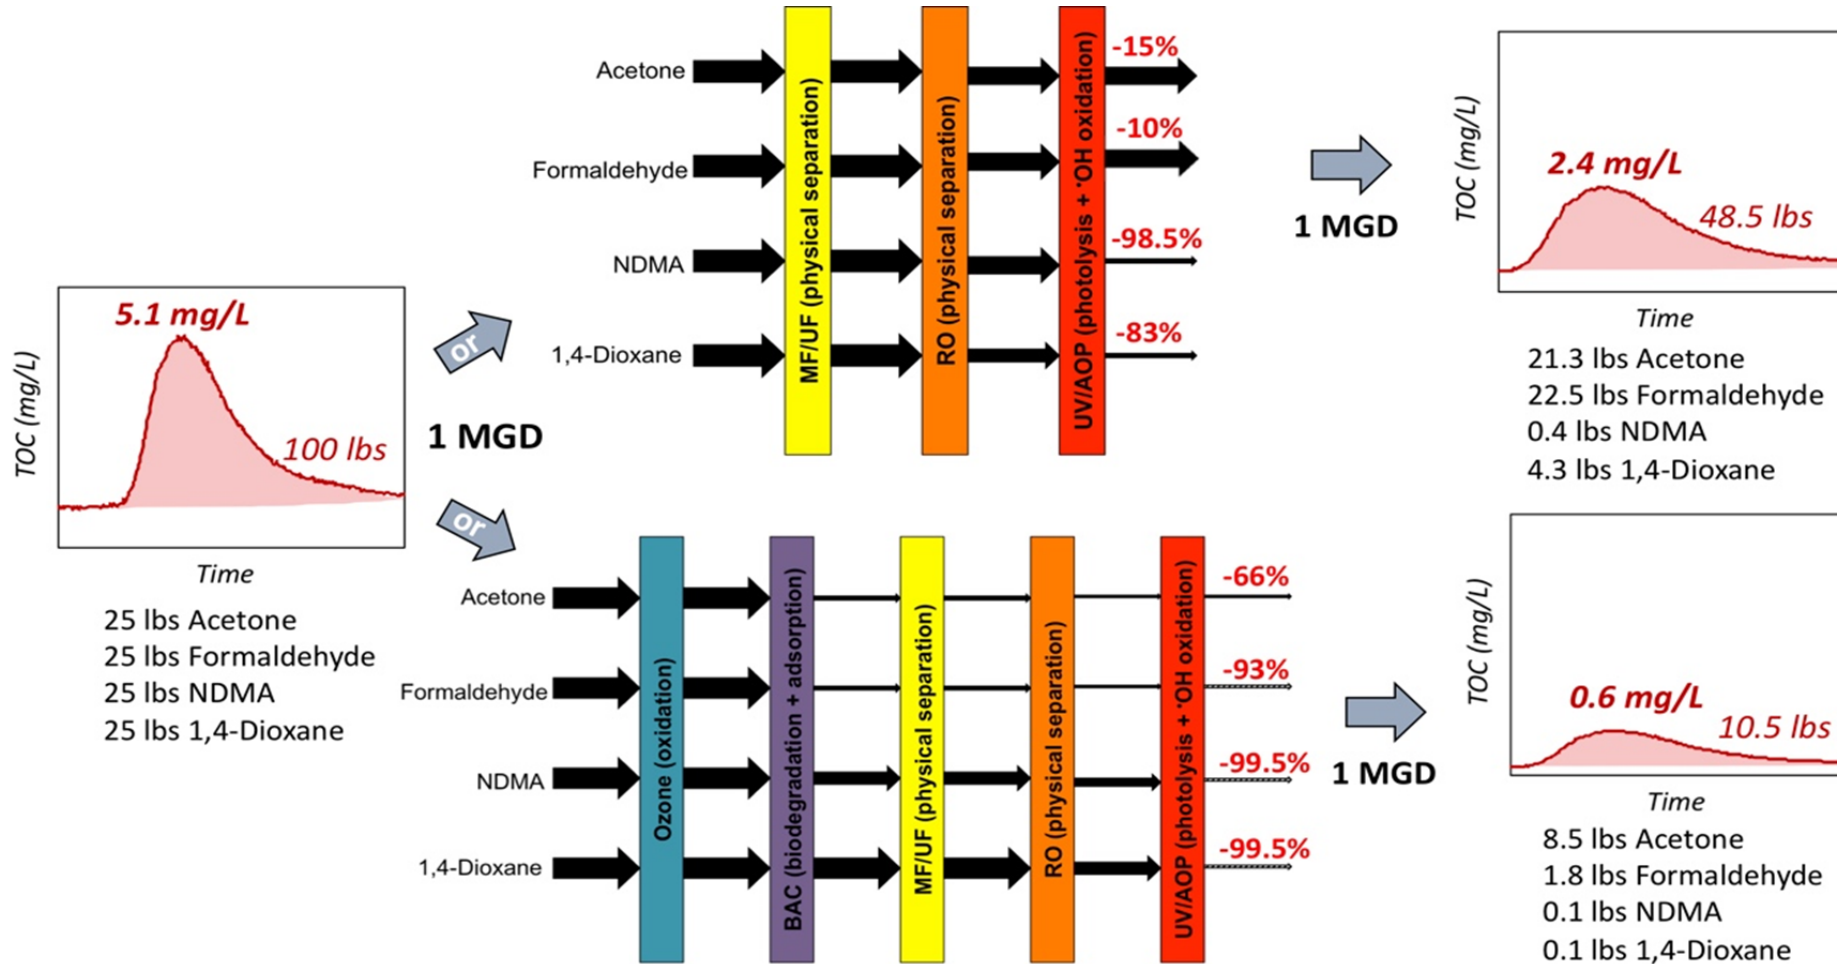 5.1 mg/L
100 lbs
TOC (mg/L)
Time
25 lbs Acetone
25 lbs Formaldehyde
25 lbs NDMA
25 lbs 1,4-Dioxane
or
1 MGD
or
Acetone
Formaldehyde
NDMA
1,4-Dioxane
MF/UF (physical separation)
RO (physical separation)
UV/AOP (photolysis + •OH oxidation)
-15%
-10%
-98.5%
-83%
1 MGD
TOC (mg/L)
2.4 mg/L
48.5 lbs
Time
21.3 lbs Acetone
22.5 lbs Formaldehyde
0.4 lbs NDMA
4.3 lbs 1,4-Dioxane
Acetone
Formaldehyde
NDMA
1,4-Dioxane
Ozone (oxidation)
BAC (biodegradation + adsorption)
MF/UF (physical separation)
RO (physical separation)
UV/AOP (photolysis + •OH oxidation)
-66%
-93%
-99.5%
-99.5%
1 MGD
TOC (mg/L)
0.6 mg/L
10.5 lbs
Time
8.5 lbs Acetone
1.8 lbs Formaldehyde
0.1 lbs NDMA
0.1 lbs 1,4-Dioxane